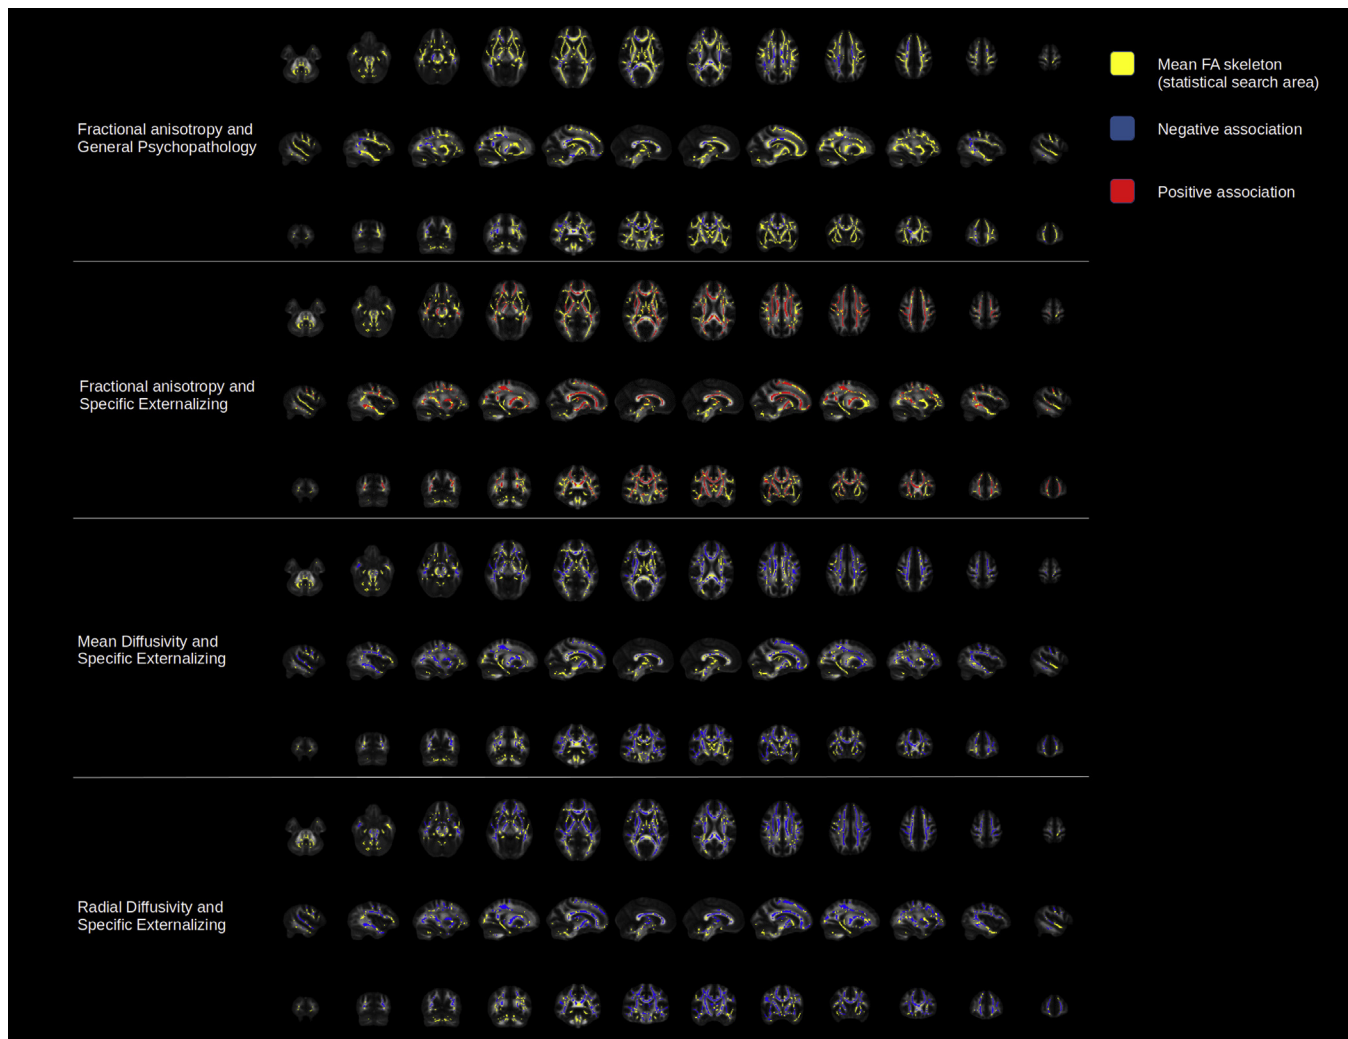 Mean FA skeleton
(statistical search area)
Fractional anisotropy and
General Psychopathology
Negative association
Positive association
Fractional anisotropy and
Specific Externalizing
Mean Diffusivity and
Specific Externalizing
Radial Diffusivity and
Specific Externalizing